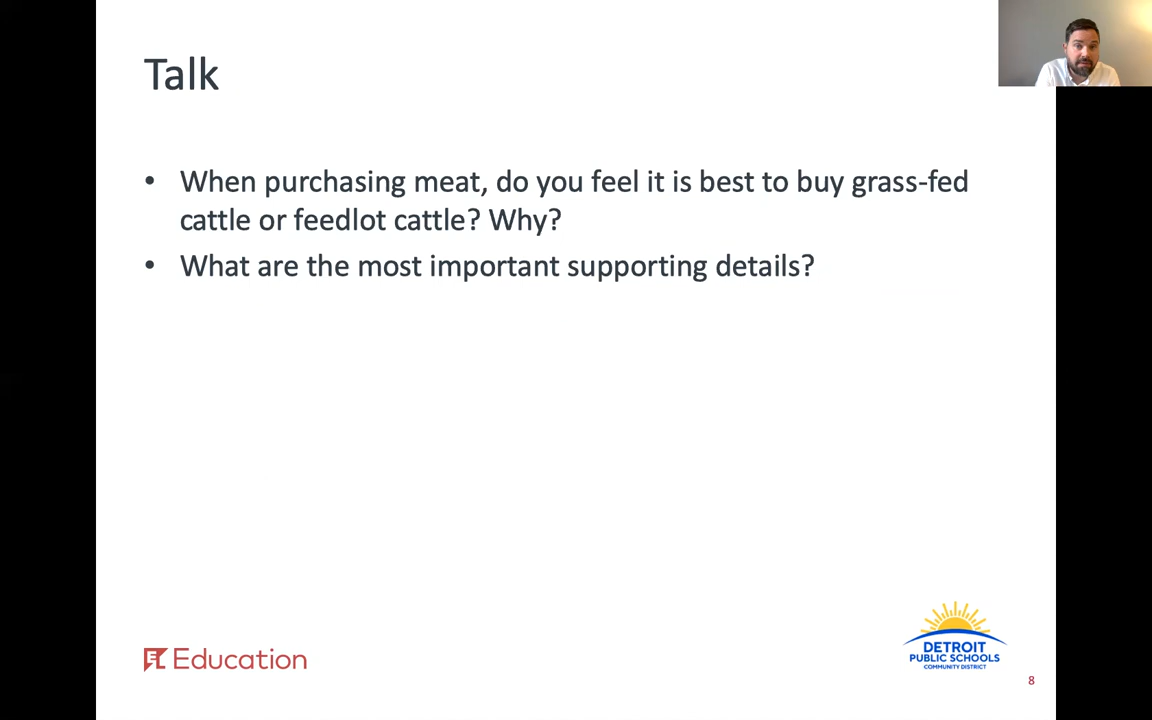 Talk
• When purchasing meat, do you feel it is best to buy grass-fed
cattle or feedlot cattle? Why?
• What are the most important supporting details?
EL Education
DETROIT
PUBLIC SCHOOLS
COMMUNITY DISTRICT
8